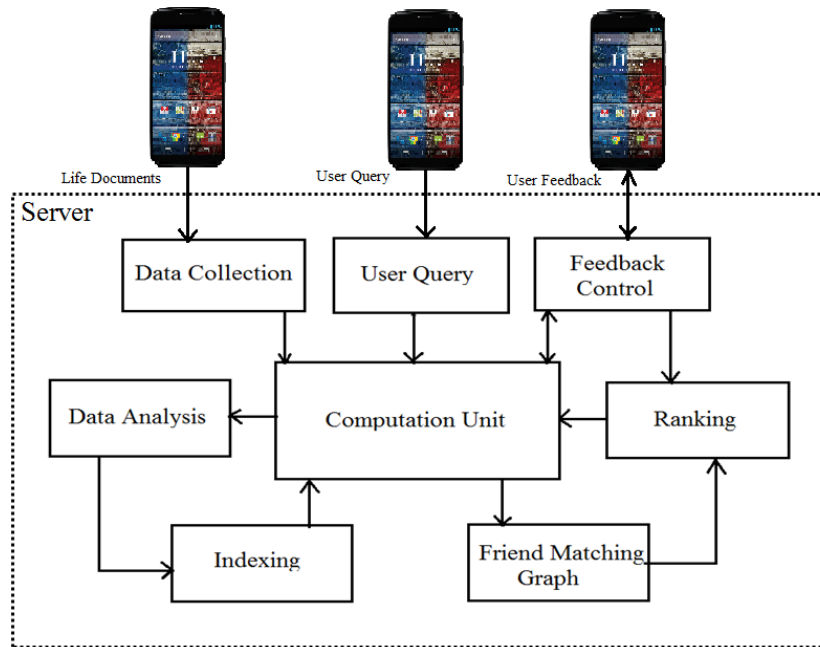 Life Documents
User Query
User Feedback
Server
Data Collection
User Query
Feedback
Control
Data Analysis
Computation Unit
Ranking
Indexing
Friend Matching
Graph